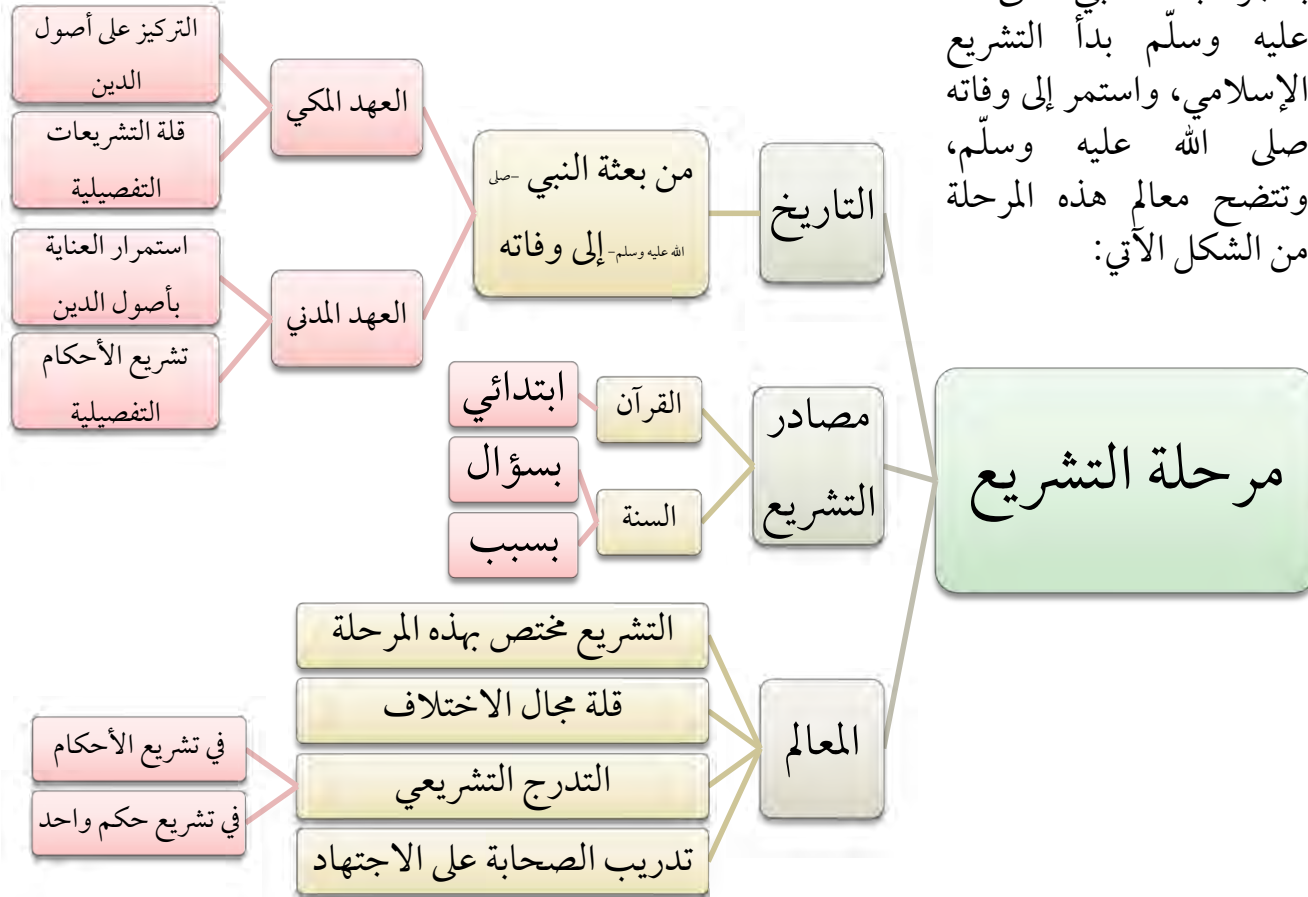 عليه وسلّم بدأ التشريع
الإسلامي، واستمر إلى وفاته
صلى الله عليه وسلّم،
وتتضح معالم هذه المرحلة
من الشكل الآتي:
مرحلة التشريع
التاريخ
من بعثة النبي -صلى
الله عليه وسلم- إلى وفاته
العهد المكي
التركيز على أصول
الدين
قلة التشريعات
التفصيلية
العهد المدني
استمرار العناية
بأصول الدين
تشريع الأحكام
التفصيلية
مصادر
التشريع
القرآن
ابتدائي
السنة
بسؤال
بسبب
المعالم
التشريع مختص بهذه المرحلة
قلة مجال الاختلاف
التدرج التشريعي
في تشريع الأحكام
في تشريع حكم واحد
تدريب الصحابة على الاجتهاد